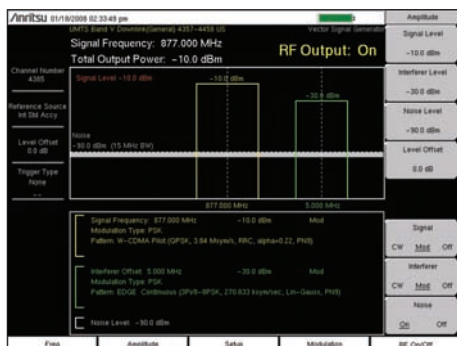 Anritsu 01/18/2008 02:33:49 pm
Amplitude
UMTS Band V Downlink(General) 4357-4458 US
Vector Signal Generator
Signal Frequency: 877.000 MHz
Total Output Power: -10.0 dBm
RF Output: On
Signal Level
-10.0 dBm
Interferer Level
-30.0 dBm
Noise Level
-90.0 dBm
Level Offset
0.0 dB
Channel Number
4385
Reference Source
Int Std Accy
Level Offset
0.0 dB
Trigger Type
None
--
Signal Level -10.0 dBm
-10.0 dBm
-30.0 dBm
Noise
-90.0 dBm (15 MHz BW)
877.000 MHz
5.000 MHz
Signal Frequency: 877.000 MHz -10.0 dBm Mod
Modulation Type: PSK
Pattern: W-CDMA Pilot (QPSK, 3.84 Msym/s, RRC, alpha=0.22, PN9)
Interferer Offset: 5.000 MHz -30.0 dBm Mod
Modulation Type: PSK
Pattern: EDGE Continuous (3Pi/8-8PSK, 270.833 ksym/sec, Lin-Gauss, PN9)
Noise Level: -90.0 dBm
Signal
CW Mod Off
Interferer
CW Mod Off
Noise
On Off
Freq
Amplitude
Setup
Modulation
RF On/Off